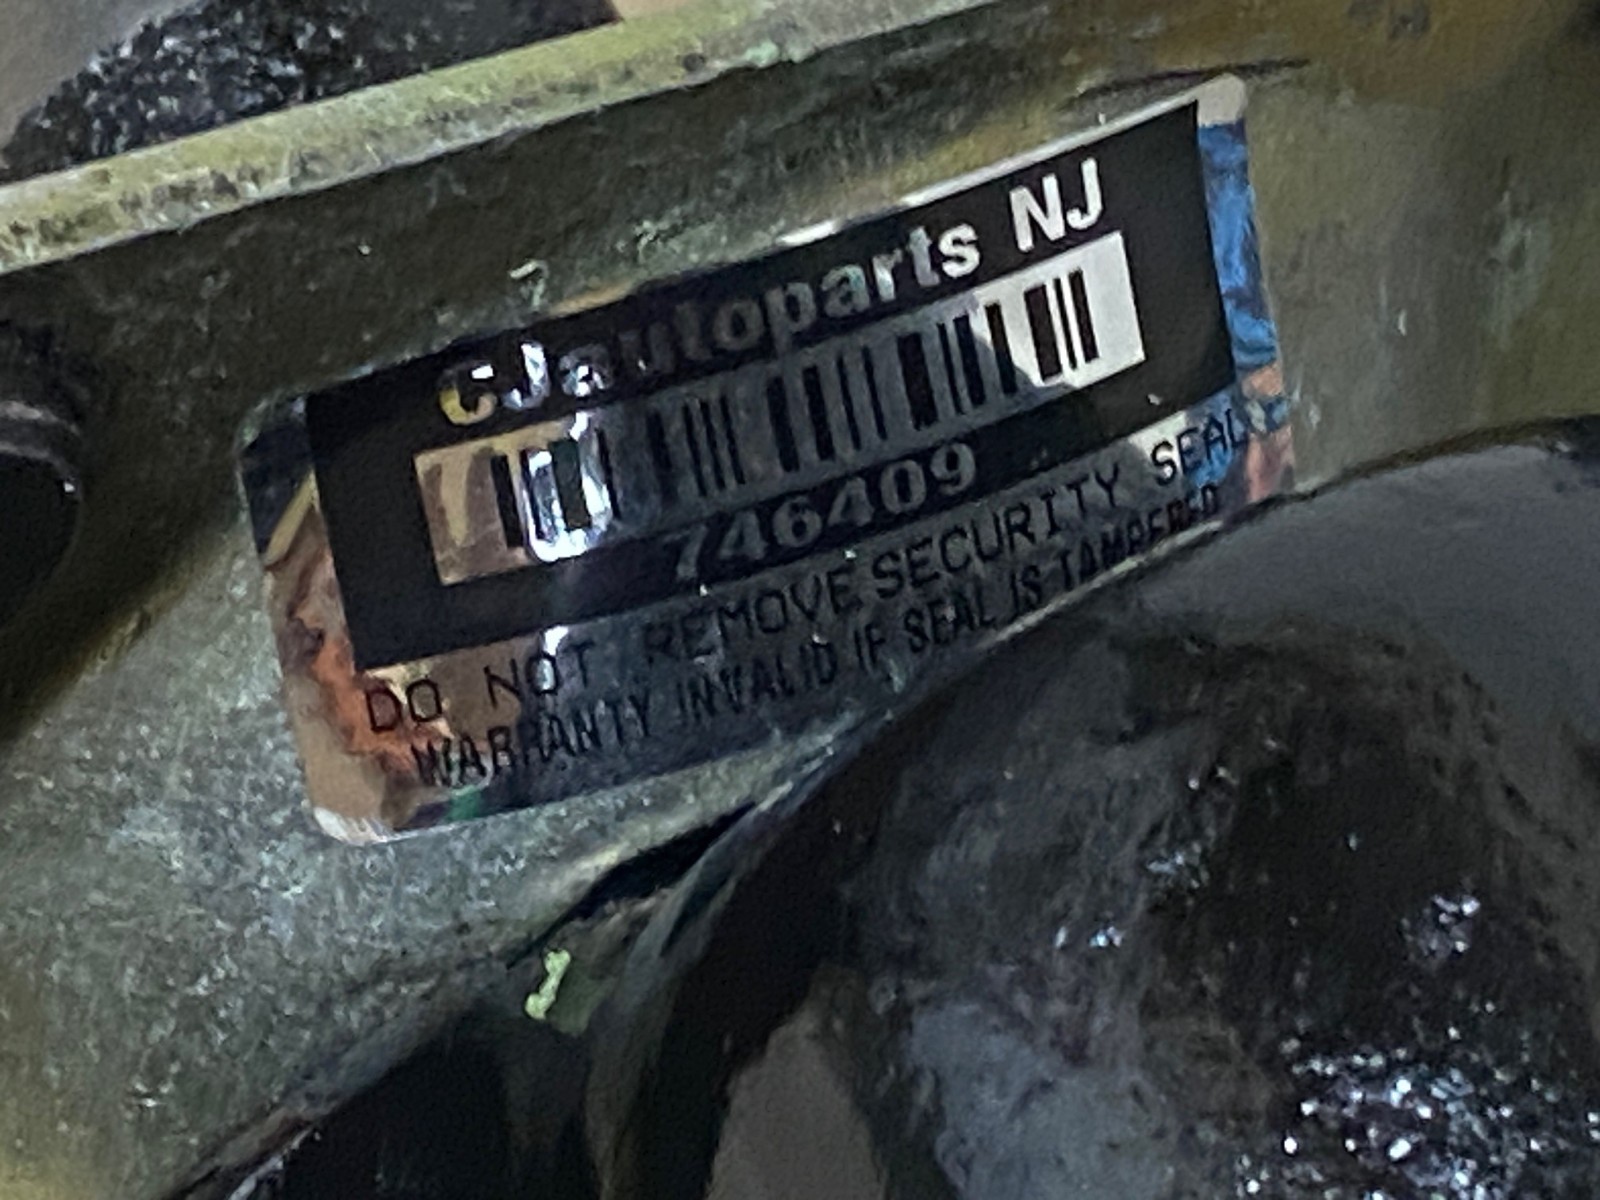 CJautoparts NJ
746409
DO NOT REMOVE SECURITY SEAL
WARRANTY INVALID IF SEAL IS TAMPERED